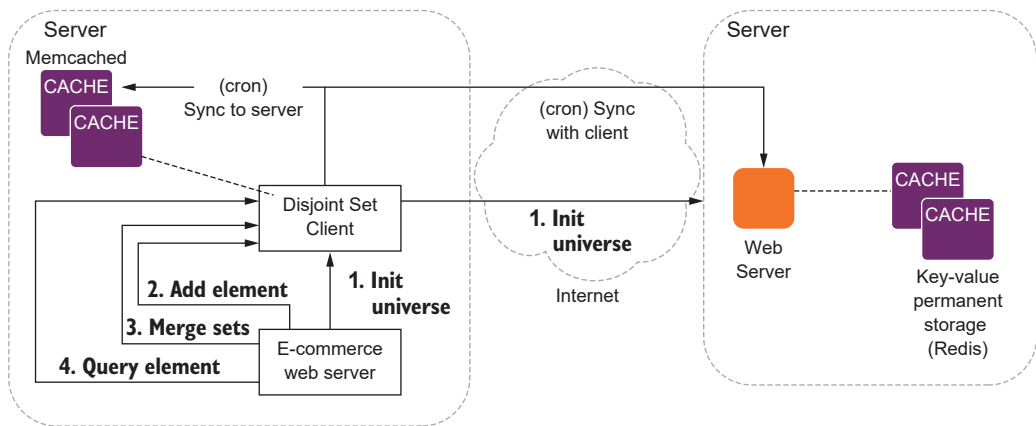 Server
Memcached
CACHE
CACHE
(cron)
Sync to server
Disjoint Set
Client
1. Init
universe
2. Add element
3. Merge sets
4. Query element
E-commerce
web server
(cron) Sync
with client
1. Init
universe
Internet
Server
Web
Server
CACHE
CACHE
Key-value
permanent
storage
(Redis)